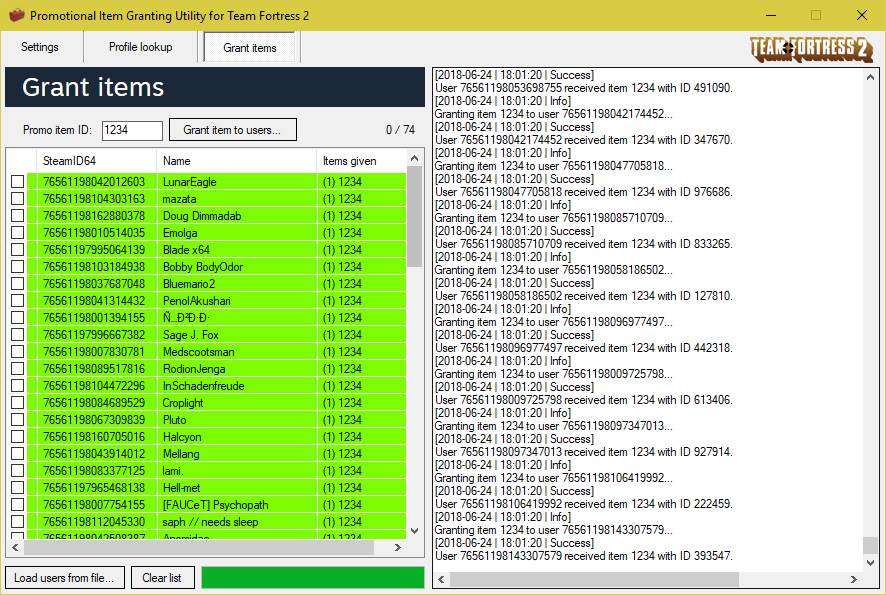 Promotional Item Granting Utility for Team Fortress 2
Settings
Profile lookup
Grant items
TEAM FORTRESS 2
Grant items
Promo item ID:
1234
Grant item to users...
0 / 74
SteamID64 Name Items given
76561198042012603 LunarEagle (1) 1234
76561198104303163 mazata (1) 1234
76561198162880378 Doug Dimmadab (1) 1234
76561198010514035 Emolga (1) 1234
76561197995064139 Blade x64 (1) 1234
76561198103184938 Bobby BodyOdor (1) 1234
76561198037687048 Bluemario2 (1) 1234
76561198041314432 PenolAkushari (1) 1234
76561198001394155 Ñ...Ð²Ð·Ð· (1) 1234
76561197996667382 Sage J. Fox (1) 1234
76561198007830781 Medscootsman (1) 1234
76561198089517816 RodionJenga (1) 1234
76561198104472296 InSchadenfreude (1) 1234
76561198084689529 Croplight (1) 1234
76561198067309839 Pluto (1) 1234
76561198160705016 Halcyon (1) 1234
76561198043914012 Mellang (1) 1234
76561198083377125 lami. (1) 1234
76561197965468138 Hell-met (1) 1234
76561198007754155 [FAUCeT] Psychopath (1) 1234
76561198112045330 saph // needs sleep (1) 1234
Load users from file...
Clear list
[2018-06-24 | 18:01:20 | Success]
User 76561198053698755 received item 1234 with ID 491090.
[2018-06-24 | 18:01:20 | Info]
Granting item 1234 to user 76561198042174452...
[2018-06-24 | 18:01:20 | Success]
User 76561198042174452 received item 1234 with ID 347670.
[2018-06-24 | 18:01:20 | Info]
Granting item 1234 to user 76561198047705818...
[2018-06-24 | 18:01:20 | Success]
User 76561198047705818 received item 1234 with ID 976686.
[2018-06-24 | 18:01:20 | Info]
Granting item 1234 to user 76561198085710709...
[2018-06-24 | 18:01:20 | Success]
User 76561198085710709 received item 1234 with ID 833265.
[2018-06-24 | 18:01:20 | Info]
Granting item 1234 to user 76561198058186502...
[2018-06-24 | 18:01:20 | Success]
User 76561198058186502 received item 1234 with ID 127810.
[2018-06-24 | 18:01:20 | Info]
Granting item 1234 to user 76561198096977497...
[2018-06-24 | 18:01:20 | Success]
User 76561198096977497 received item 1234 with ID 442318.
[2018-06-24 | 18:01:20 | Info]
Granting item 1234 to user 76561198009725798...
[2018-06-24 | 18:01:20 | Success]
User 76561198009725798 received item 1234 with ID 613406.
[2018-06-24 | 18:01:20 | Info]
Granting item 1234 to user 76561198097347013...
[2018-06-24 | 18:01:20 | Success]
User 76561198097347013 received item 1234 with ID 927914.
[2018-06-24 | 18:01:20 | Info]
Granting item 1234 to user 76561198106419992...
[2018-06-24 | 18:01:20 | Success]
User 76561198106419992 received item 1234 with ID 222459.
[2018-06-24 | 18:01:20 | Info]
Granting item 1234 to user 76561198143307579...
[2018-06-24 | 18:01:20 | Success]
User 76561198143307579 received item 1234 with ID 393547.